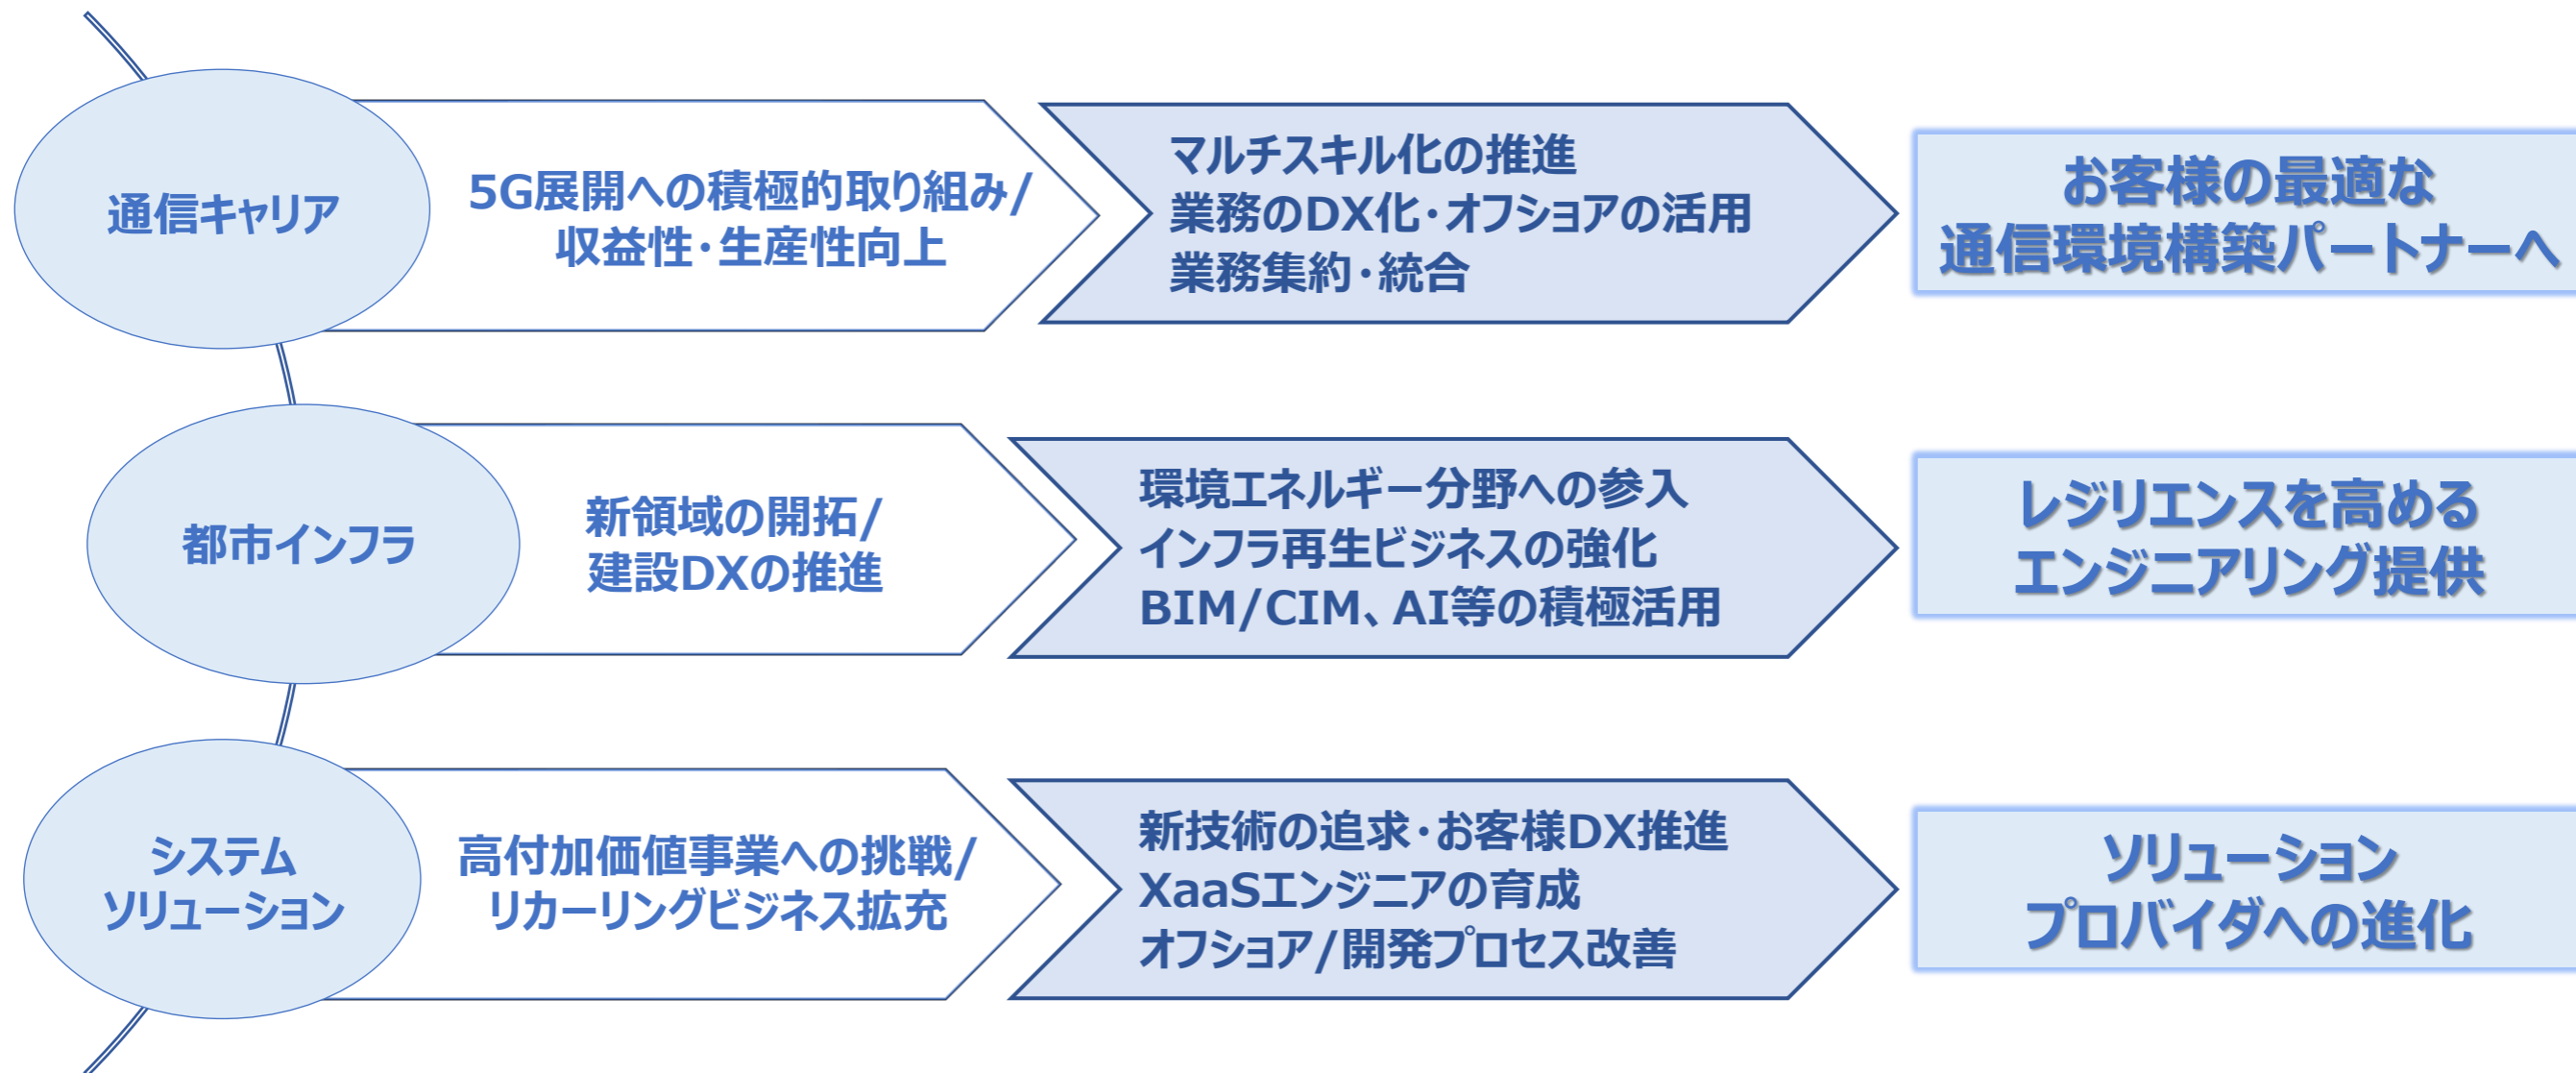 通信キャリア
5G展開への積極的取り組み/
収益性・生産性向上
マルチスキル化の推進
業務のDX化・オフショアの活用
業務集約・統合
お客様の最適な
通信環境構築パートナーへ
都市インフラ
新領域の開拓/
建設DXの推進
環境エネルギー分野への参入
インフラ再生ビジネスの強化
BIM/CIM、AI等の積極活用
レジリエンスを高める
エンジニアリング提供
システム
ソリューション
高付加価値事業への挑戦/
リカーリングビジネス拡充
新技術の追求・お客様DX推進
XaaSエンジニアの育成
オフショア/開発プロセス改善
ソリューション
プロバイダへの進化